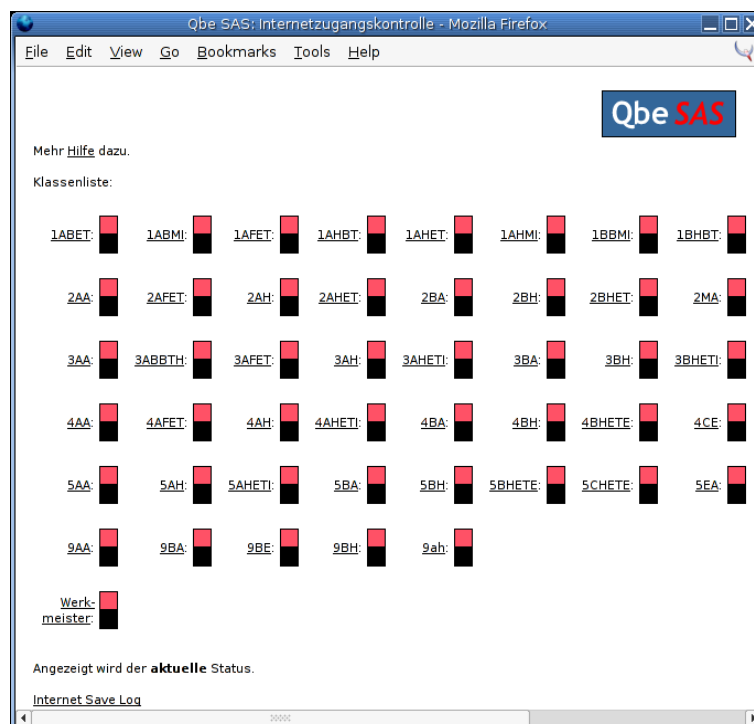 Qbe SAS: Internetzugangskontrolle - Mozilla Firefox
File Edit View Go Bookmarks Tools Help
Qbe SAS
Mehr Hilfe dazu.
Klassenliste:
1ABET: 1ABMI: 1AFET: 1AHBT: 1AHET: 1AHMI: 1BBMI: 1BHBT:
2AA: 2AFET: 2AH: 2AHET: 2BA: 2BH: 2BHET: 2MA:
3AA: 3ABBTH: 3AFET: 3AH: 3AHETI: 3BA: 3BH: 3BHETI:
4AA: 4AFET: 4AH: 4AHETI: 4BA: 4BH: 4BHETE: 4CE:
5AA: 5AH: 5AHETI: 5BA: 5BH: 5BHETE: 5CHETE: 5EA:
9AA: 9BA: 9BE: 9BH: 9ah:
Werk-
meister:
Angezeigt wird der aktuelle Status.
Internet Save Log